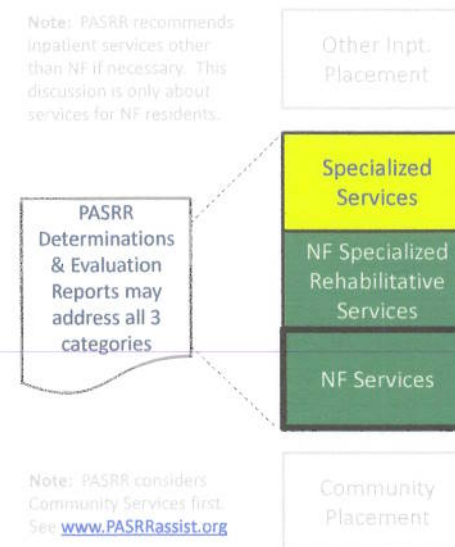 Note: PASRR recommends
inpatient services other
than NF if necessary. This
discussion is only about
services for NF residents.
Other Inpt.
Placement
Specialized
Services
PASRR
Determinations
& Evaluation
Reports may
address all 3
categories
NF Specialized
Rehabilitative
Services
NF Services
Note: PASRR considers
Community Services first.
See www.PASRRassist.org
Community
Placement